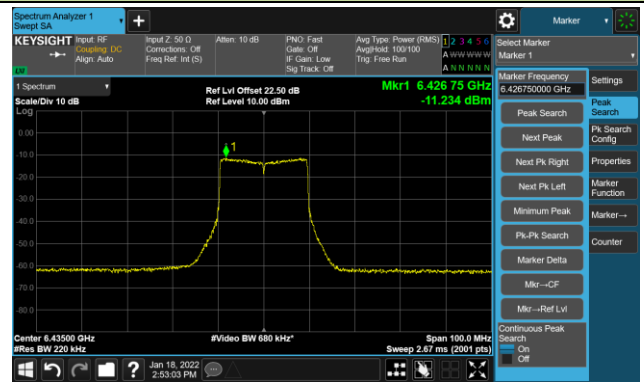 Spectrum Analyzer 1
Swept SA
Marker
KEYSIGHT
Input: RF
Coupling: DC
Align: Auto
Input Z: 50 Ω
Corrections: Off
Freq Ref: Int (S)
Atten: 10 dB
PNO: Fast
Gate: Off
IF Gain: Low
Sig Track: Off
Avg Type: Power (RMS)
Avg|Hold: 100/100
Trig: Free Run
1 2 3 4 5 6
A W W W W W
A N N N N N
LXI
Select Marker
Marker 1
1 Spectrum
Scale/Div 10 dB
Log
Ref Lvl Offset 22.50 dB
Ref Level 10.00 dBm
Mkr1 6.426 75 GHz
-11.234 dBm
0.00
-10.0
-20.0
-30.0
-40.0
-50.0
-60.0
-70.0
-80.0
1
Center 6.43500 GHz
#Res BW 220 kHz
#Video BW 680 kHz*
Span 100.0 MHz
Sweep 2.67 ms (2001 pts)
Marker Frequency
6.426750000 GHz
Peak Search
Next Peak
Next Pk Right
Next Pk Left
Minimum Peak
Pk-Pk Search
Marker Delta
Mkr→CF
Mkr→Ref Lvl
Continuous Peak
Search
On
Off
Settings
Peak
Search
Pk Search
Config
Properties
Marker
Function
Marker→
Counter
?
Jan 18, 2022
2:53:03 PM